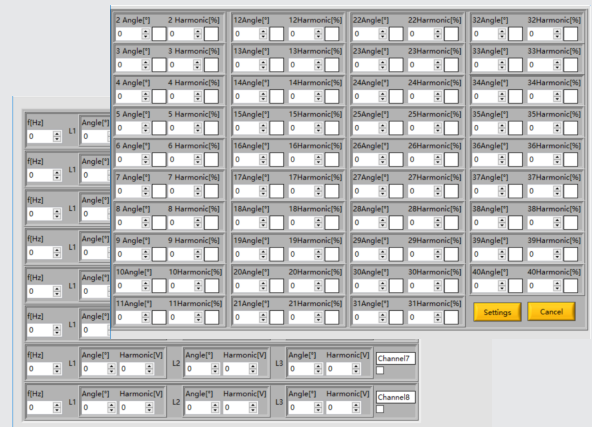 2 Angle[°] 2 Harmonic[%] 12Angle[°] 12Harmonic[%] 22Angle[°] 22Harmonic[%] 32Angle[°] 32Harmonic[%]
0 0 0 0 0 0 0 0
3 Angle[°] 3 Harmonic[%] 13Angle[°] 13Harmonic[%] 23Angle[°] 23Harmonic[%] 33Angle[°] 33Harmonic[%]
0 0 0 0 0 0 0 0
4 Angle[°] 4 Harmonic[%] 14Angle[°] 14Harmonic[%] 24Angle[°] 24Harmonic[%] 34Angle[°] 34Harmonic[%]
0 0 0 0 0 0 0 0
5 Angle[°] 5 Harmonic[%] 15Angle[°] 15Harmonic[%] 25Angle[°] 25Harmonic[%] 35Angle[°] 35Harmonic[%]
0 0 0 0 0 0 0 0
6 Angle[°] 6 Harmonic[%] 16Angle[°] 16Harmonic[%] 26Angle[°] 26Harmonic[%] 36Angle[°] 36Harmonic[%]
0 0 0 0 0 0 0 0
7 Angle[°] 7 Harmonic[%] 17Angle[°] 17Harmonic[%] 27Angle[°] 27Harmonic[%] 37Angle[°] 37Harmonic[%]
0 0 0 0 0 0 0 0
8 Angle[°] 8 Harmonic[%] 18Angle[°] 18Harmonic[%] 28Angle[°] 28Harmonic[%] 38Angle[°] 38Harmonic[%]
0 0 0 0 0 0 0 0
9 Angle[°] 9 Harmonic[%] 19Angle[°] 19Harmonic[%] 29Angle[°] 29Harmonic[%] 39Angle[°] 39Harmonic[%]
0 0 0 0 0 0 0 0
10Angle[°] 10Harmonic[%] 20Angle[°] 20Harmonic[%] 30Angle[°] 30Harmonic[%] 40Angle[°] 40Harmonic[%]
0 0 0 0 0 0 0 0
11Angle[°] 11Harmonic[%] 21Angle[°] 21Harmonic[%] 31Angle[°] 31Harmonic[%]
0 0 0 0 0 0
Settings Cancel
f[Hz] L1 Angle[°]
0 0
f[Hz] L1 Angle[°]
0 0
f[Hz] L1 Angle[°]
0 0
f[Hz] L1 Angle[°]
0 0
f[Hz] L1 Angle[°]
0 0
f[Hz] L1 Angle[°]
0 0
f[Hz] L1 Angle[°] Harmonic[V] L2 Angle[°] Harmonic[V] L3 Angle[°] Harmonic[V] Channel7
0 0 0 0 0 0 0
f[Hz] L1 Angle[°] Harmonic[V] L2 Angle[°] Harmonic[V] L3 Angle[°] Harmonic[V] Channel8
0 0 0 0 0 0 0